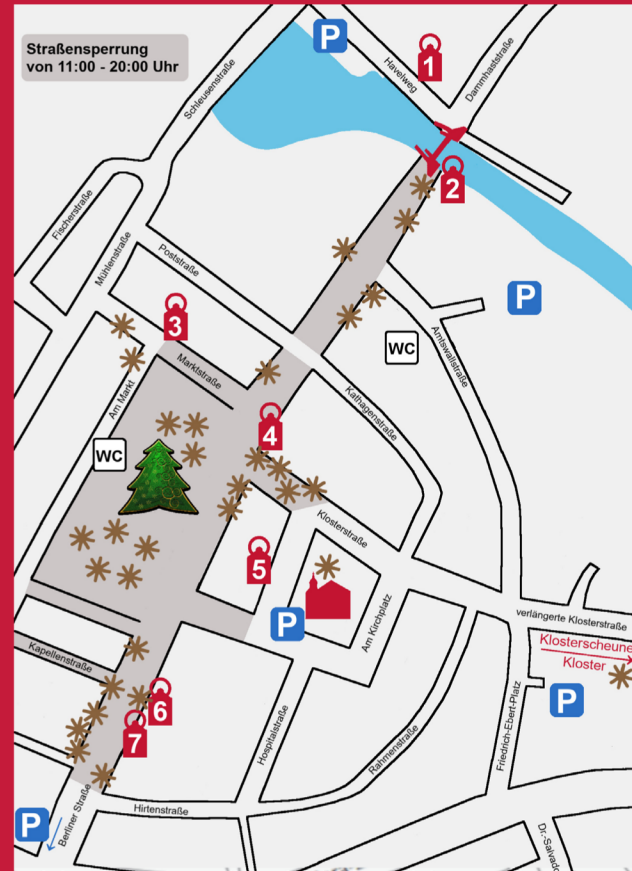 Straßensperrung
von 11:00 - 20:00 Uhr
P
1
Havelweg
Dammhaststraße
Schleusenstraße
2
Fischerstraße
Mühlenstraße
Poststraße
P
3
WC
Amtswallstraße
Marktstraße
Am Markt
Kathagenstraße
4
WC
Klosterstraße
5
P
Am Kirchplatz
verlängerte Klosterstraße
Klosterscheune
Kloster
Kapellenstraße
6
7
P
Friedrich-Ebert-Platz
Hospitalstraße
Rahmenstraße
Hirtenstraße
P
Berliner Straße